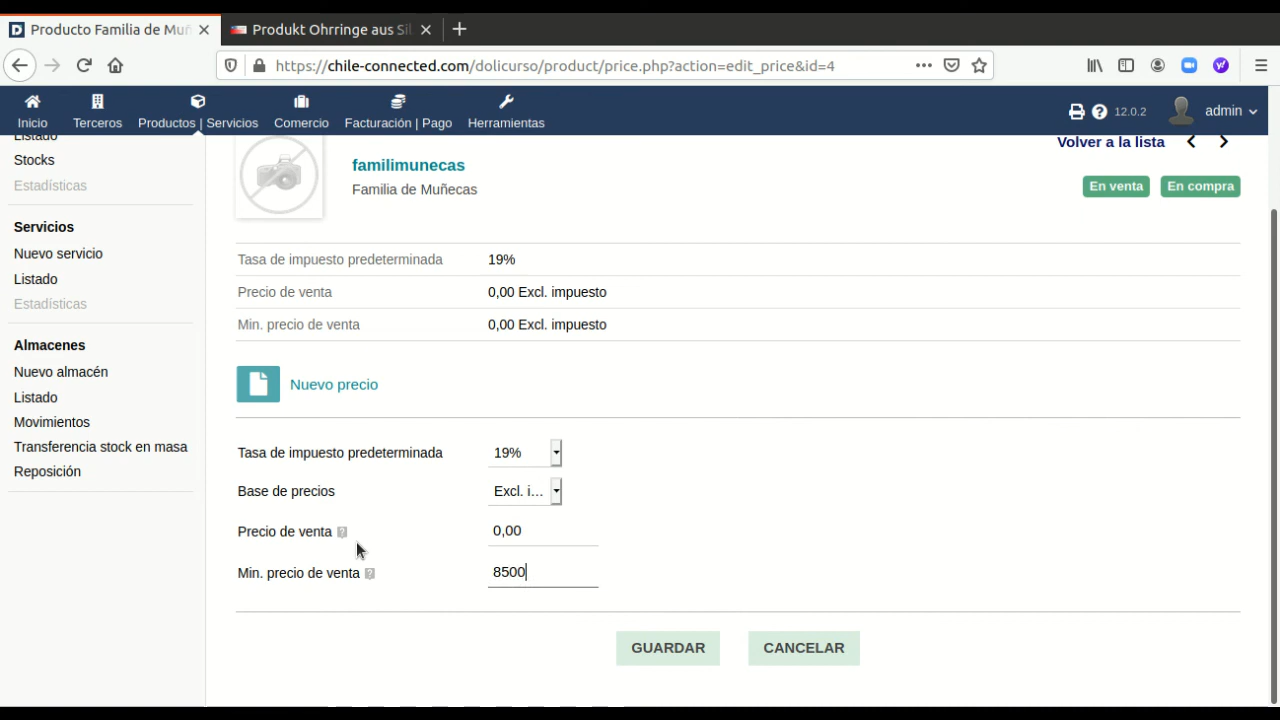 Producto Familia de Muñ
Produkt Ohrringe aus Sil
https://chile-connected.com/dolicurso/product/price.php?action=edit_price&id=4
Inicio
Terceros
Productos | Servicios
Comercio
Facturación | Pago
Herramientas
12.0.2
admin
Listado
Stocks
Estadísticas
Servicios
Nuevo servicio
Listado
Estadísticas
Almacenes
Nuevo almacén
Listado
Movimientos
Transferencia stock en masa
Reposición
familimunecas
Familia de Muñecas
Volver a la lista
En venta
En compra
Tasa de impuesto predeterminada 19%
Precio de venta 0,00 Excl. impuesto
Min. precio de venta 0,00 Excl. impuesto
Nuevo precio
Tasa de impuesto predeterminada 19%
Base de precios Excl. i...
Precio de venta ? 0,00
Min. precio de venta ? 8500
GUARDAR
CANCELAR